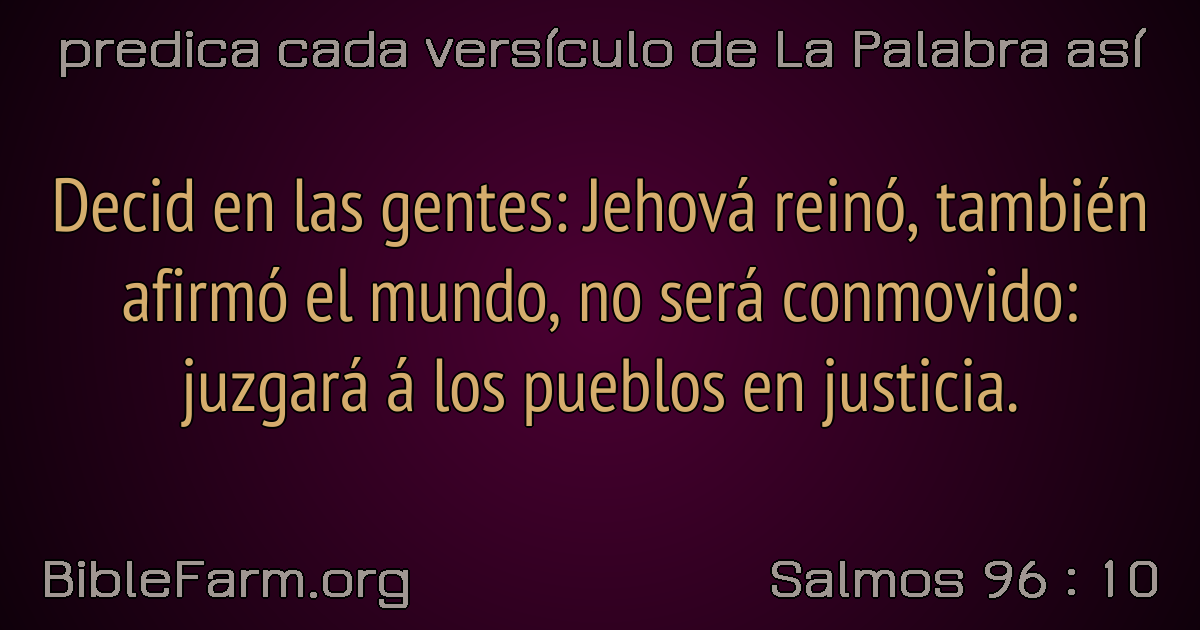 predica cada versículo de La Palabra así
Decid en las gentes: Jehová reinó, también
afirmó el mundo, no será conmovido:
juzgará á los pueblos en justicia.
BibleFarm.org
Salmos 96 : 10